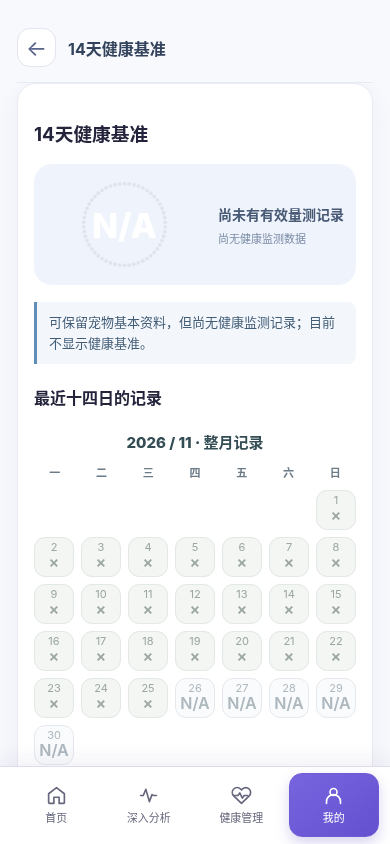 14天健康基准
14天健康基准
N/A
尚未有有效量测记录
尚无健康监测数据
可保留宠物基本资料，但尚无健康监测记录；目前
不显示健康基准。
最近十四日的记录
2026 / 11 · 整月记录
一 二 三 四 五 六 日
1
×
2 3 4 5 6 7 8
× × × × × × ×
9 10 11 12 13 14 15
× × × × × × ×
16 17 18 19 20 21 22
× × × × × × ×
23 24 25 26 27 28 29
× × × N/A N/A N/A N/A
30
N/A
首页 深入分析 健康管理 我的